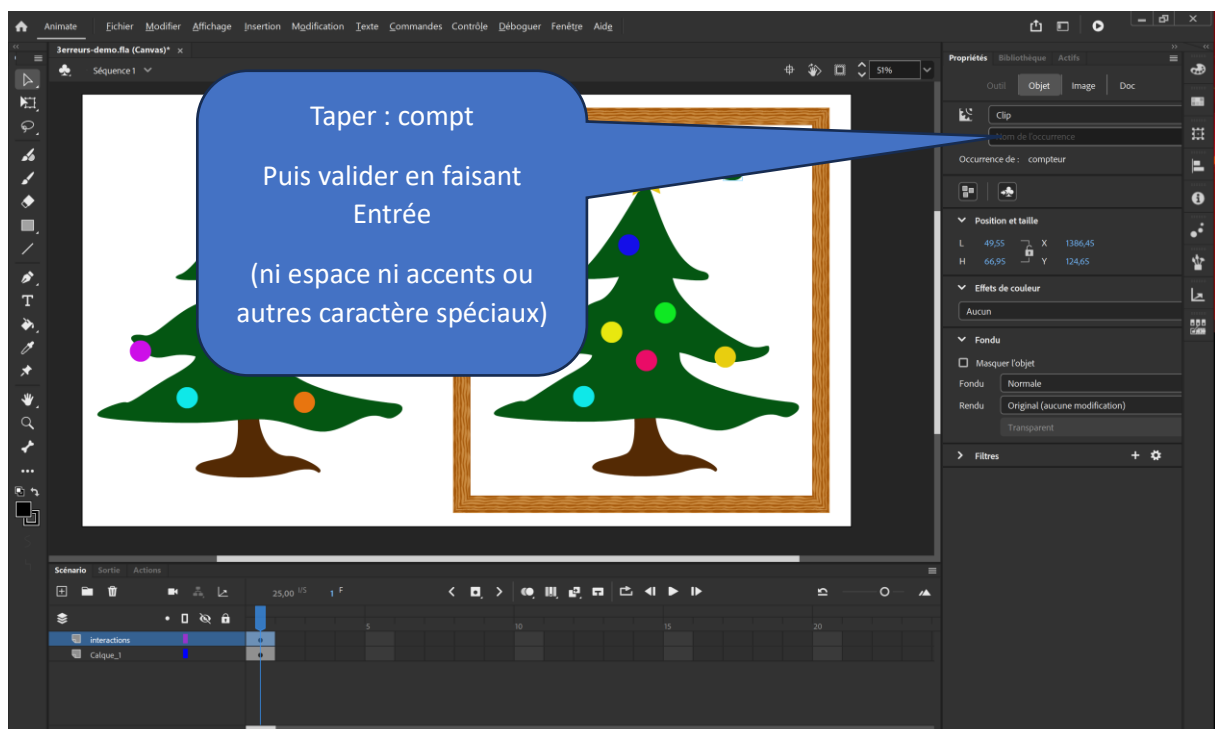 Animate Fichier Modifier Affichage Insertion Modification Texte Commandes Contrôle Déboguer Fenêtre Aide
3erreurs-demo.fla (Canvas)* ×
Séquence 1
51%
Taper : compt
Puis valider en faisant
Entrée
(ni espace ni accents ou
autres caractère spéciaux)
Propriétés Bibliothèque Actifs
Outil Objet Image Doc
Clip
Nom de l'occurrence
Occurrence de : compteur
Position et taille
L 49,55 X 1386,45
H 66,95 Y 124,65
Effets de couleur
Aucun
Fondu
Masquer l'objet
Fondu Normale
Rendu Original (aucune modification)
Transparent
Filtres
Scénario Sortie Actions
25,00 I/S 1 F
5 10 15 20
interactions
Calque_1